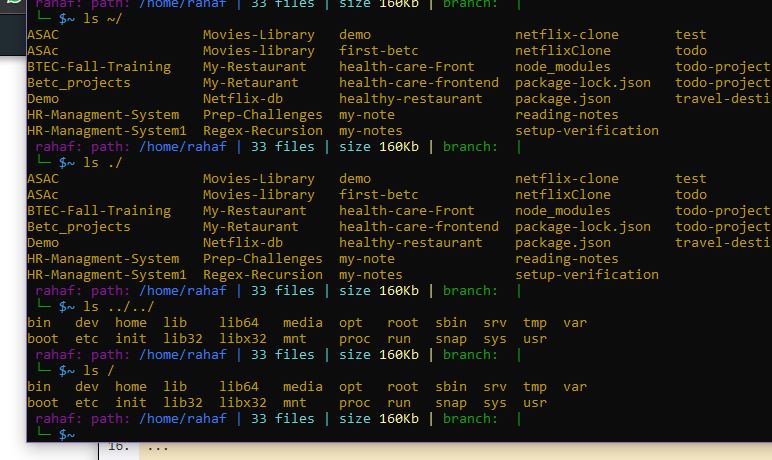 rahaf: path: /home/rahaf | 33 files | size 160Kb | branch: |
└─ $~ ls ~/
ASAC Movies-Library demo netflix-clone test
ASAc Movies-library first-betc netflixClone todo
BTEC-Fall-Training My-Restaurant health-care-Front node_modules todo-project
Betc_projects My-Retaurant health-care-frontend package-lock.json todo-project
Demo Netflix-db healthy-restaurant package.json travel-desti
HR-Managment-System Prep-Challenges my-note reading-notes
HR-Managment-System1 Regex-Recursion my-notes setup-verification
rahaf: path: /home/rahaf | 33 files | size 160Kb | branch: |
└─ $~ ls ./
ASAC Movies-Library demo netflix-clone test
ASAc Movies-library first-betc netflixClone todo
BTEC-Fall-Training My-Restaurant health-care-Front node_modules todo-project
Betc_projects My-Retaurant health-care-frontend package-lock.json todo-project
Demo Netflix-db healthy-restaurant package.json travel-desti
HR-Managment-System Prep-Challenges my-note reading-notes
HR-Managment-System1 Regex-Recursion my-notes setup-verification
rahaf: path: /home/rahaf | 33 files | size 160Kb | branch: |
└─ $~ ls ../../
bin dev home lib lib64 media opt root sbin srv tmp var
boot etc init lib32 libx32 mnt proc run snap sys usr
rahaf: path: /home/rahaf | 33 files | size 160Kb | branch: |
└─ $~ ls /
bin dev home lib lib64 media opt root sbin srv tmp var
boot etc init lib32 libx32 mnt proc run snap sys usr
rahaf: path: /home/rahaf | 33 files | size 160Kb | branch: |
└─ $~
16. ...